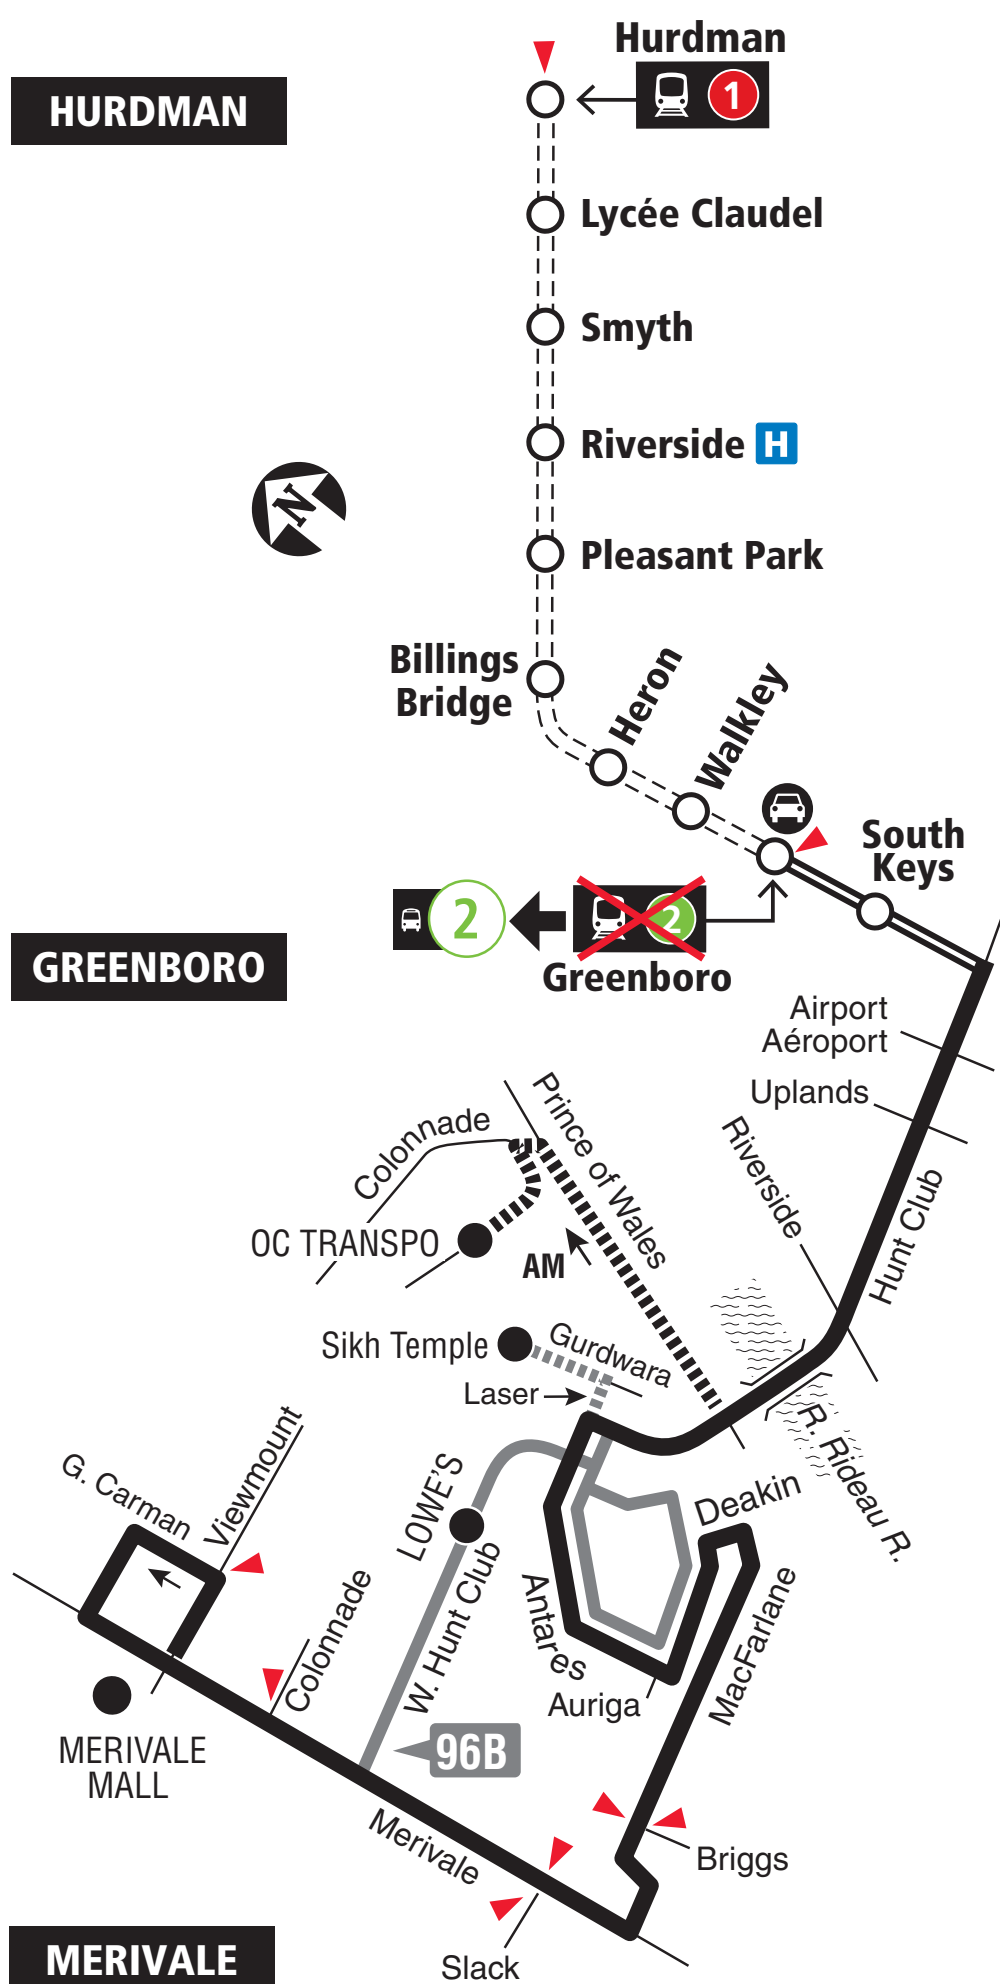 Hurdman
1
HURDMAN
Lycée Claudel
Smyth
Riverside H
N
Pleasant Park
Billings
Bridge
Heron
Walkley
South
Keys
2
2
Greenboro
GREENBORO
Airport
Aéroport
Uplands
Prince of Wales
Colonnade
Riverside
Hunt Club
OC TRANSPO
AM
Sikh Temple
Gurdwara
Laser
R. Rideau R.
Viewmount
G. Carman
LOWE'S
Deakin
W. Hunt Club
Colonnade
Antares
MacFarlane
Auriga
MERIVALE
MALL
96B
Merivale
Briggs
MERIVALE
Slack